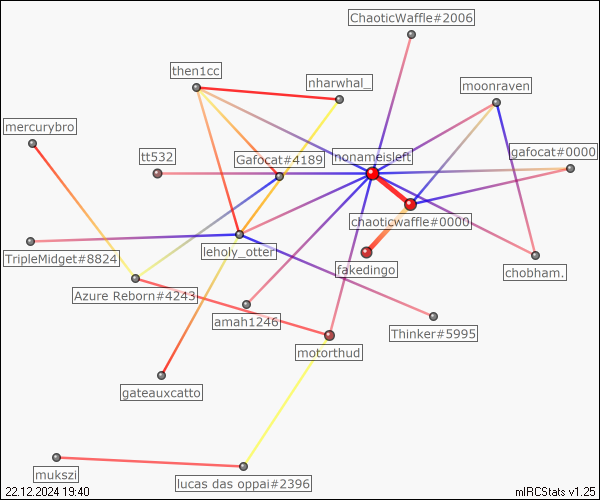 ChaoticWaffle#2006
then1cc
nharwhal_
moonraven
mercurybro
tt532
Gafocat#4189
nonameisleft
gafocat#0000
chaoticwaffle#0000
TripleMidget#8824
leholy_otter
fakedingo
chobham.
Azure Reborn#4243
amah1246
Thinker#5995
motorthud
gateauxcatto
mukszi
lucas das oppai#2396
22.12.2024 19:40
mIRCStats v1.25